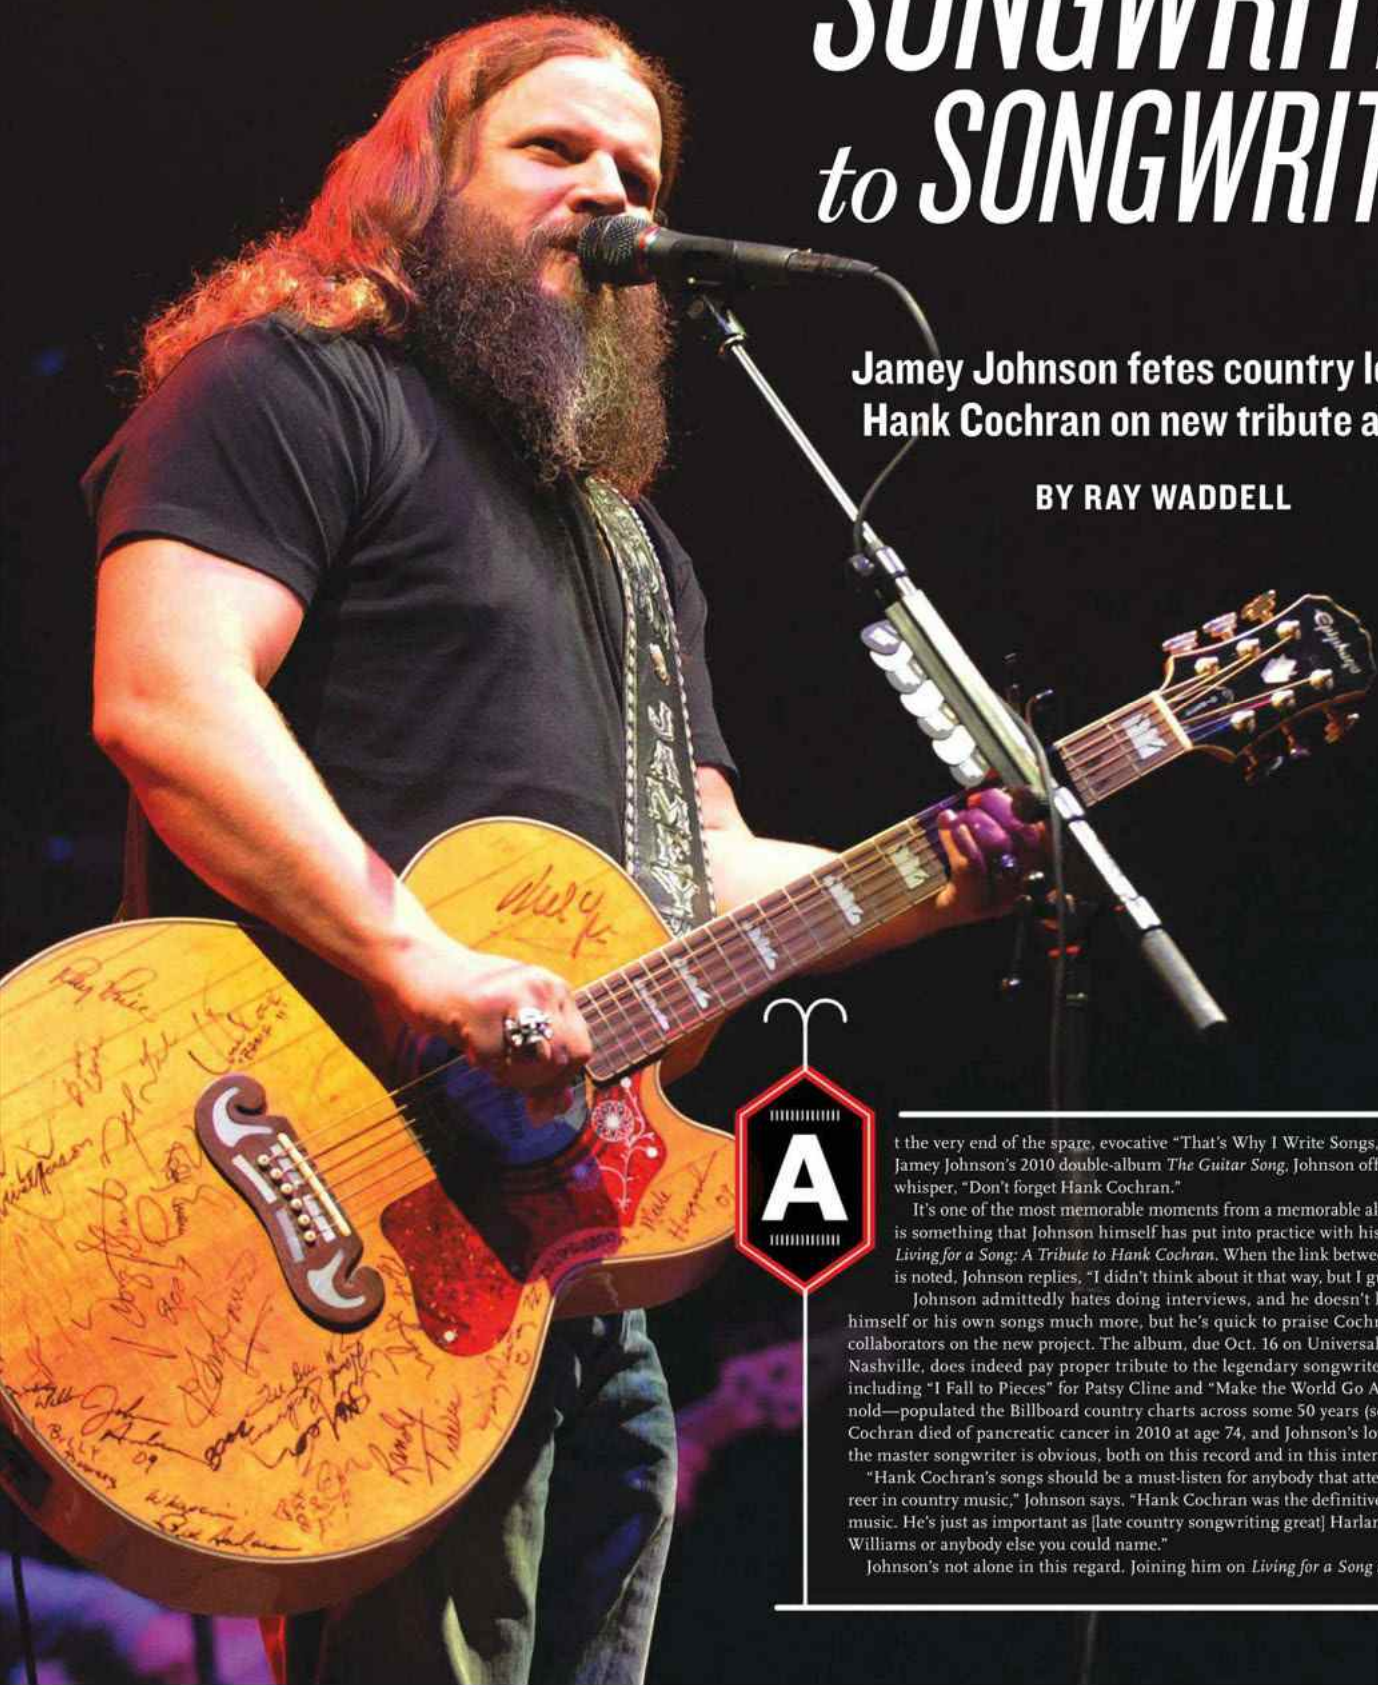 SONGWRIT
to SONGWRIT
Jamey Johnson fetes country le
Hank Cochran on new tribute a
BY RAY WADDELL
Epiphone
JAMEY
Ray Price
Randy
Travis
John
Anderson
09
BILLY
Bill Anderson
A
t the very end of the spare, evocative “That’s Why I Write Songs,
Jamey Johnson’s 2010 double-album The Guitar Song, Johnson off
whisper, “Don’t forget Hank Cochran.”
It’s one of the most memorable moments from a memorable al
is something that Johnson himself has put into practice with his
Living for a Song: A Tribute to Hank Cochran. When the link betwe
is noted, Johnson replies, “I didn’t think about it that way, but I gu
Johnson admittedly hates doing interviews, and he doesn’t l
himself or his own songs much more, but he’s quick to praise Cochr
collaborators on the new project. The album, due Oct. 16 on Universal
Nashville, does indeed pay proper tribute to the legendary songwrite
including “I Fall to Pieces” for Patsy Cline and “Make the World Go A
nold—populated the Billboard country charts across some 50 years (se
Cochran died of pancreatic cancer in 2010 at age 74, and Johnson’s lo
the master songwriter is obvious, both on this record and in this inter
“Hank Cochran’s songs should be a must-listen for anybody that atte
reer in country music,” Johnson says. “Hank Cochran was the definitive
music. He’s just as important as [late country songwriting great] Harlan
Williams or anybody else you could name.”
Johnson’s not alone in this regard. Joining him on Living for a Song